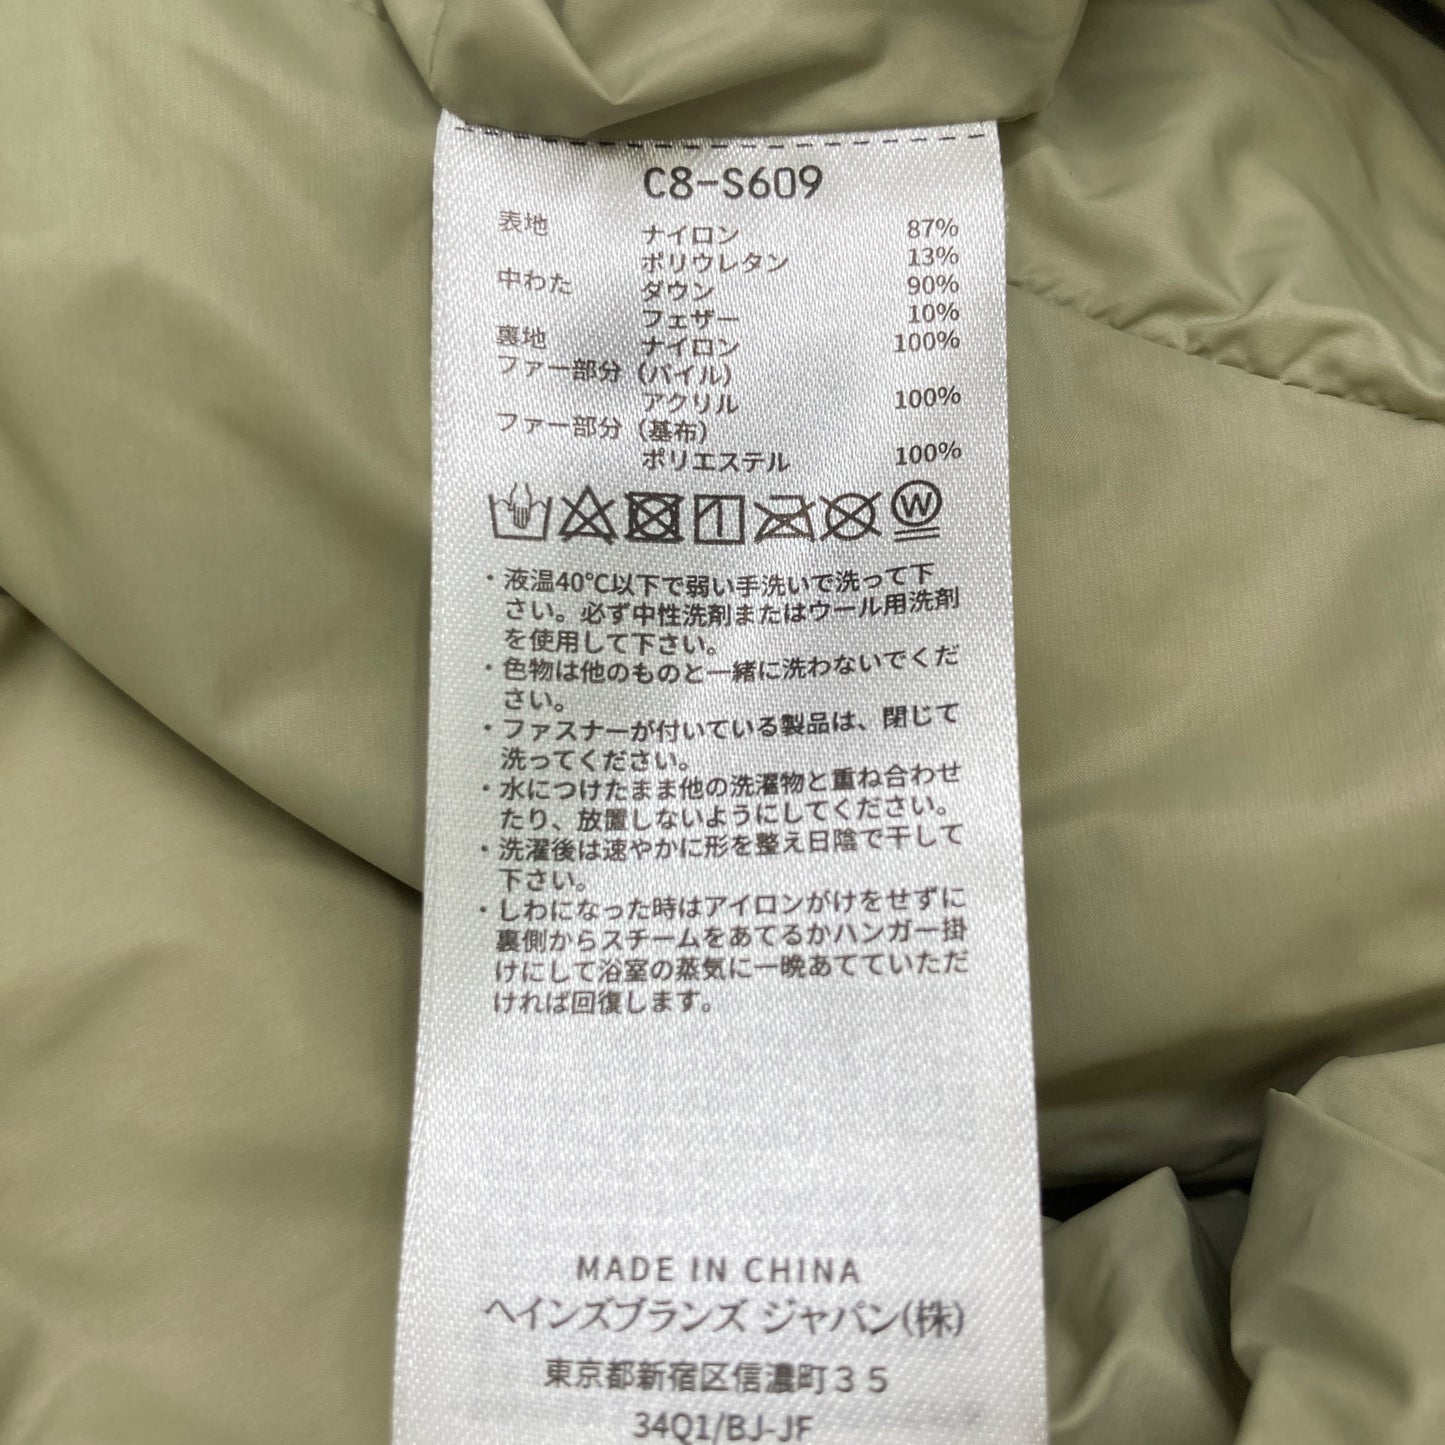 C8-S609
表地 ナイロン 87%
ポリウレタン 13%
中わた ダウン 90%
フェザー 10%
裏地 ナイロン 100%
ファー部分 (パイル)
アクリル 100%
ファー部分 (基布)
ポリエステル 100%
W
・液温40℃以下で弱い手洗いで洗って下
さい。必ず中性洗剤またはウール用洗剤
を使用して下さい。
・色物は他のものと一緒に洗わないでくだ
さい。
・ファスナーが付いている製品は、閉じて
洗ってください。
・水につけたまま他の洗濯物と重ね合わせ
たり、放置しないようにしてください。
・洗濯後は速やかに形を整え日陰で干して
下さい。
・しわになった時はアイロンがけをせずに
裏側からスチームをあてるかハンガー掛
けにして浴室の蒸気に一晩あてていただ
ければ回復します。
MADE IN CHINA
ヘインズブランズ ジャパン(株)
東京都新宿区信濃町３５
34Q1/BJ-JF